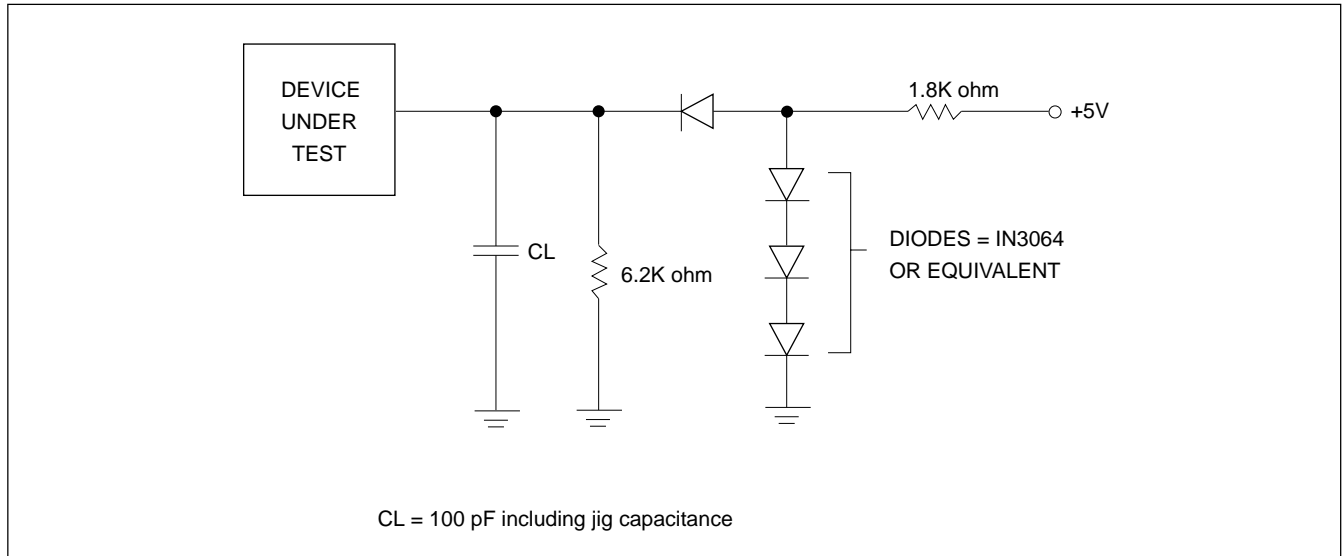 DEVICE
UNDER
TEST
1.8K ohm
+5V
CL
6.2K ohm
DIODES = IN3064
OR EQUIVALENT
CL = 100 pF including jig capacitance